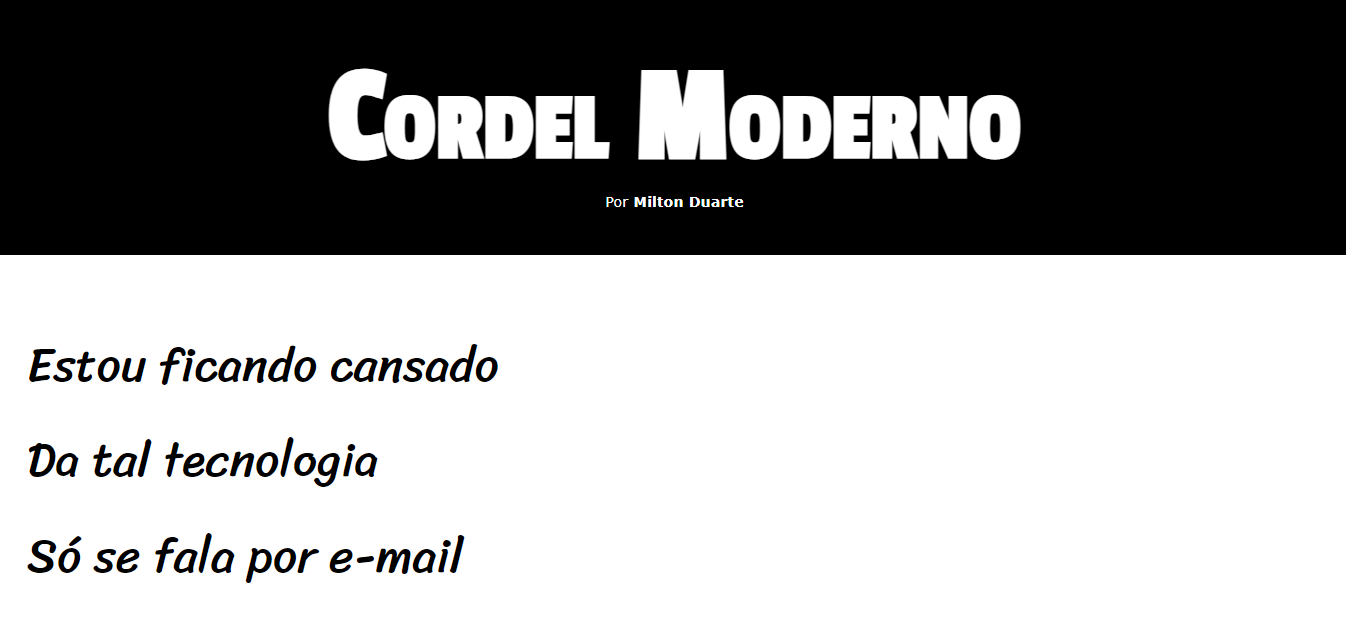 Cordel Moderno
Por Milton Duarte
Estou ficando cansado
Da tal tecnologia
Só se fala por e-mail